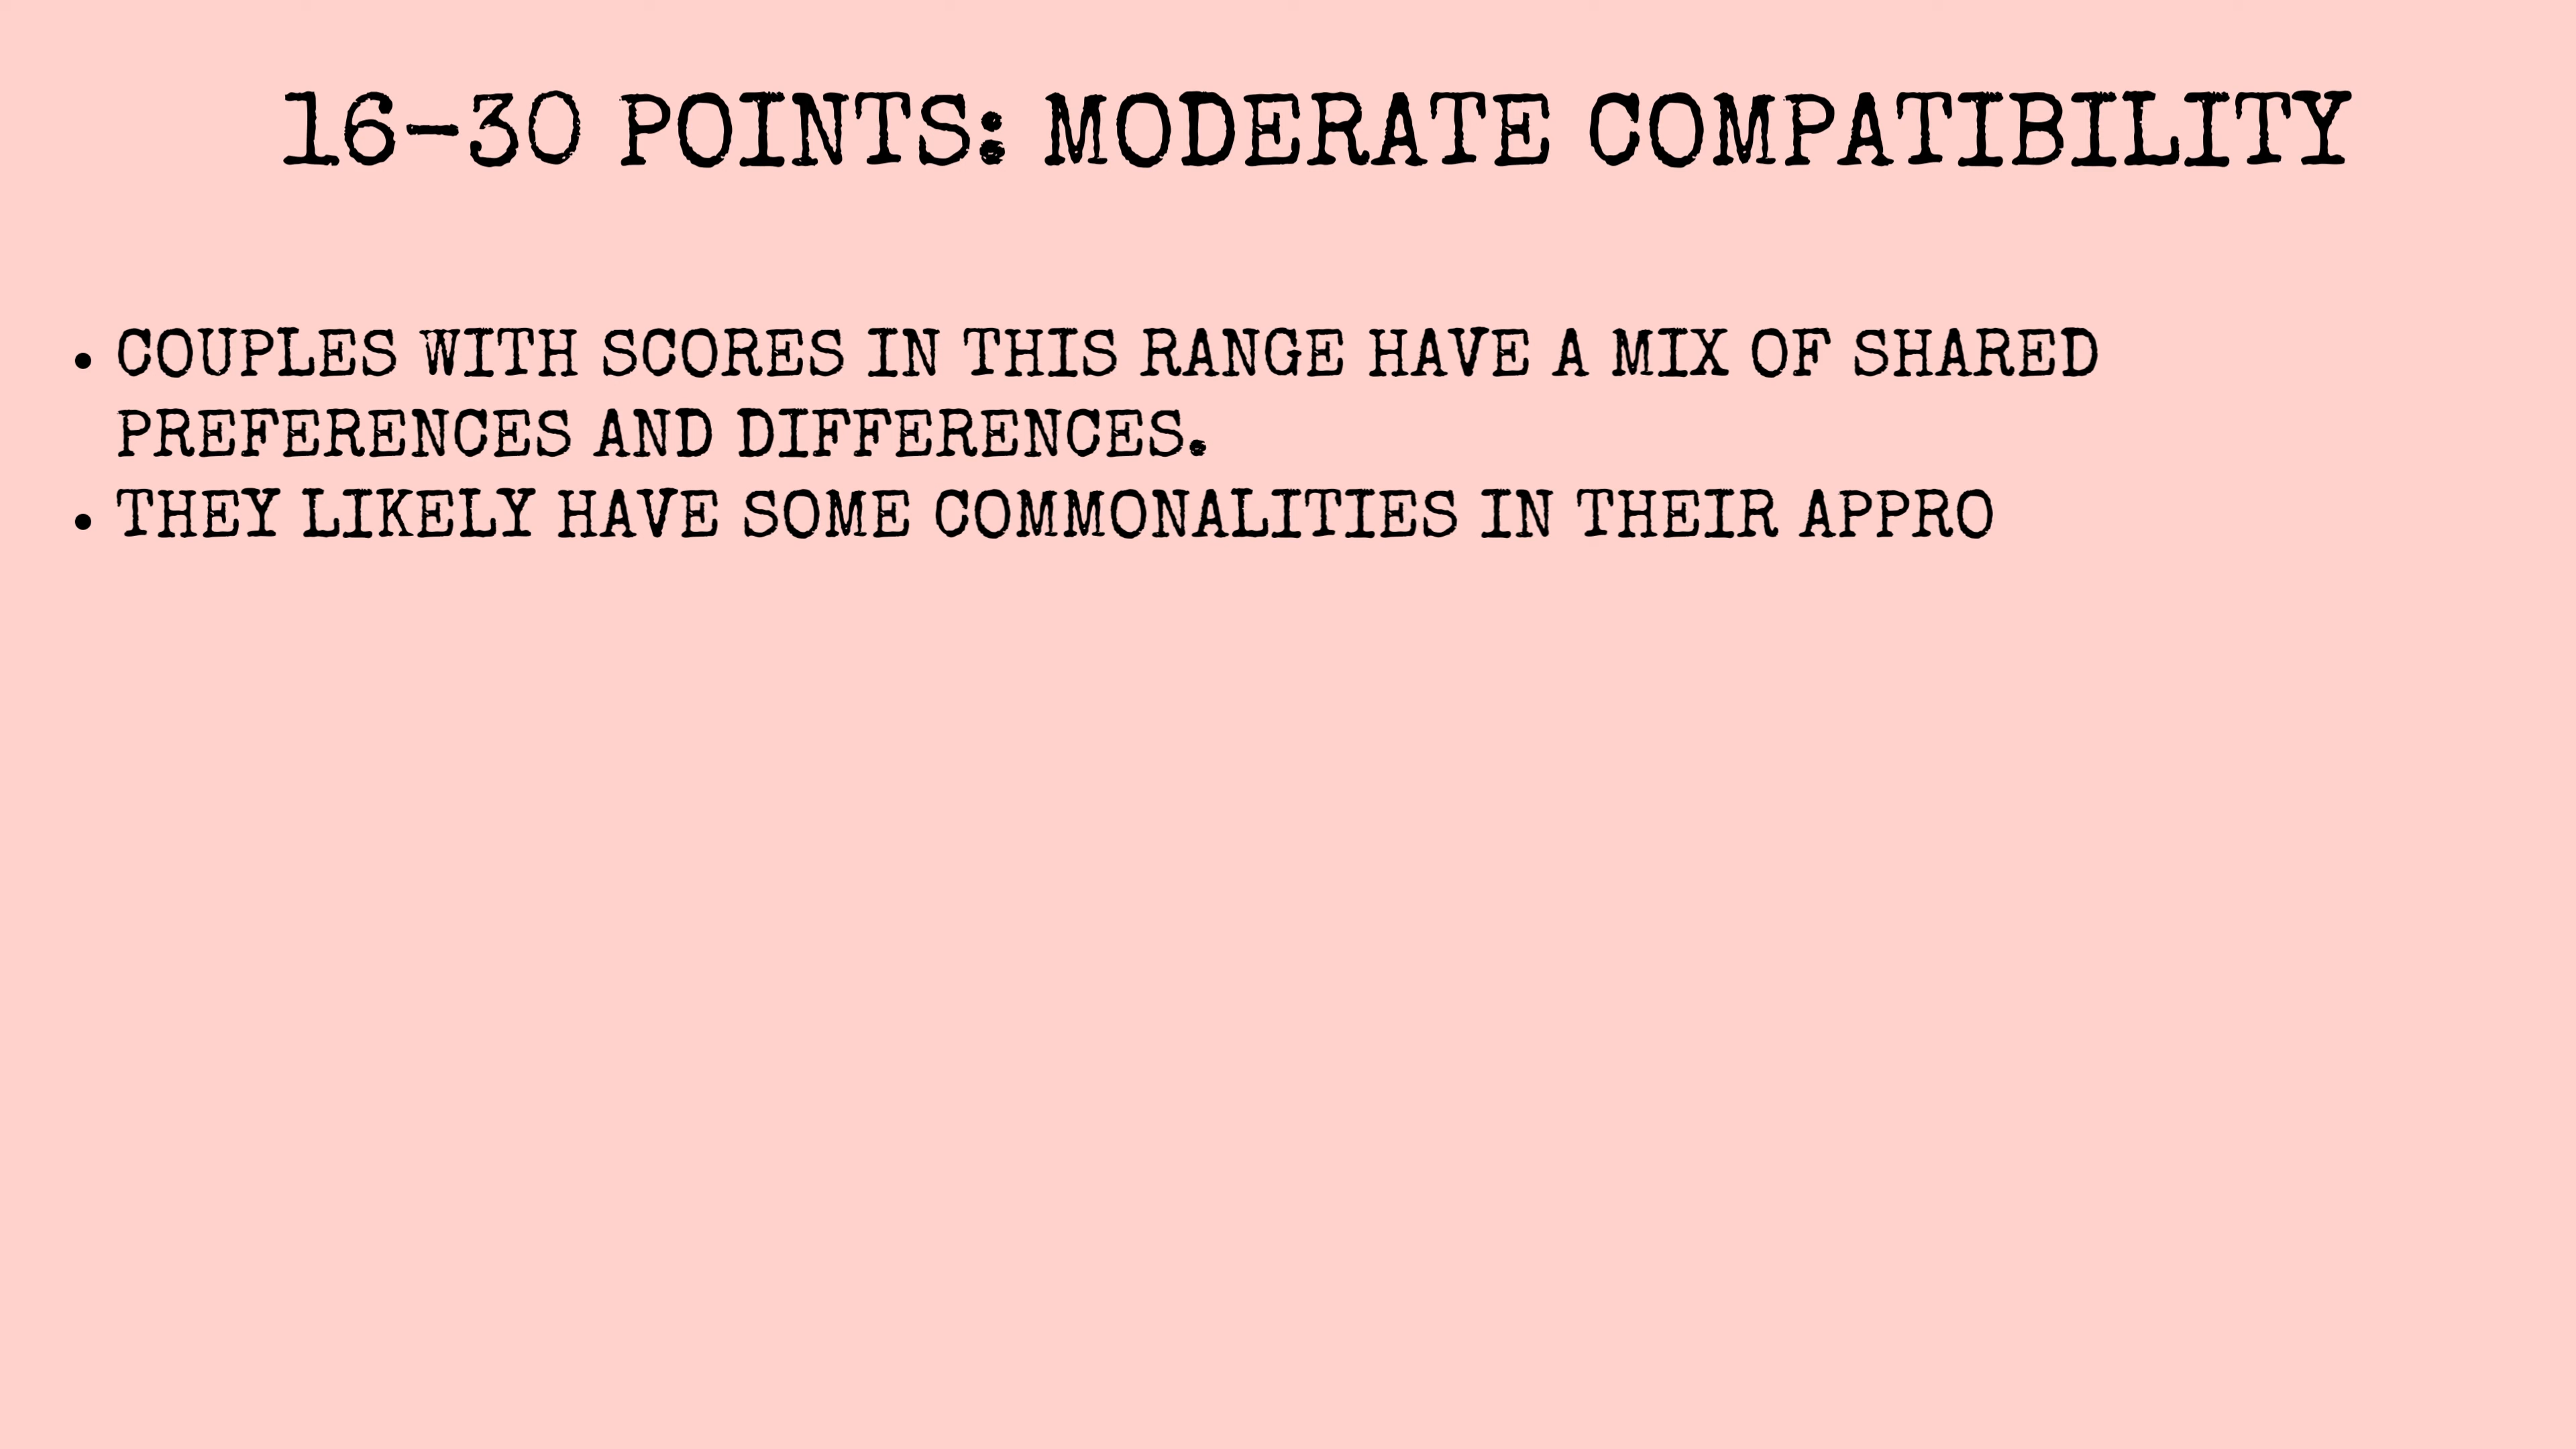 16-30 POINTS: MODERATE COMPATIBILITY
• COUPLES WITH SCORES IN THIS RANGE HAVE A MIX OF SHARED
PREFERENCES AND DIFFERENCES.
• THEY LIKELY HAVE SOME COMMONALITIES IN THEIR APPRO